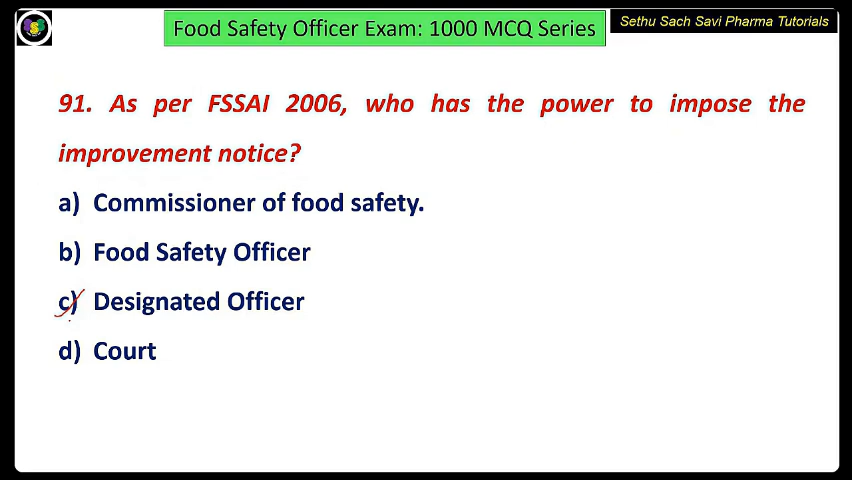 Food Safety Officer Exam: 1000 MCQ Series
Sethu Sach Savi Pharma Tutorials
91. As per FSSAI 2006, who has the power to impose the
improvement notice?
a) Commissioner of food safety.
b) Food Safety Officer
c) Designated Officer
d) Court